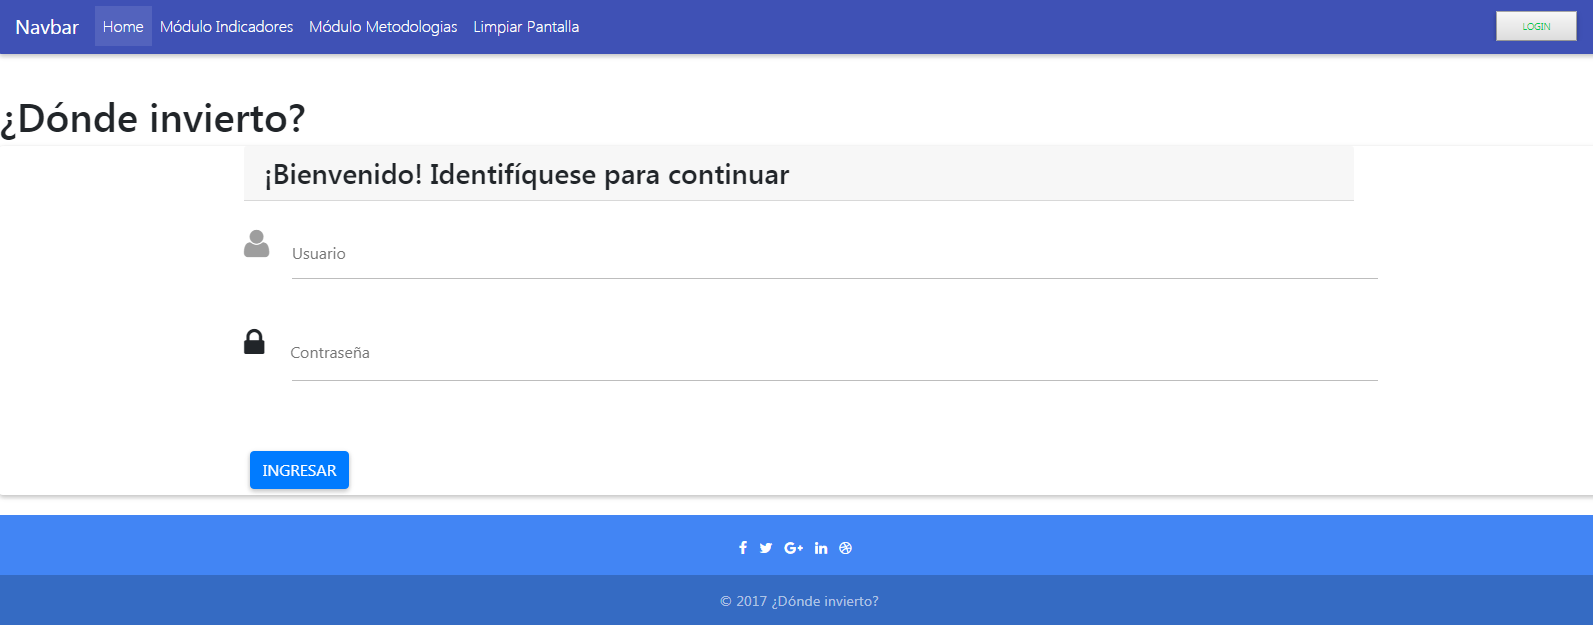 Navbar Home Módulo Indicadores Módulo Metodologias Limpiar Pantalla LOGIN
¿Dónde invierto?
¡Bienvenido! Identifíquese para continuar
Usuario
Contraseña
INGRESAR
© 2017 ¿Dónde invierto?